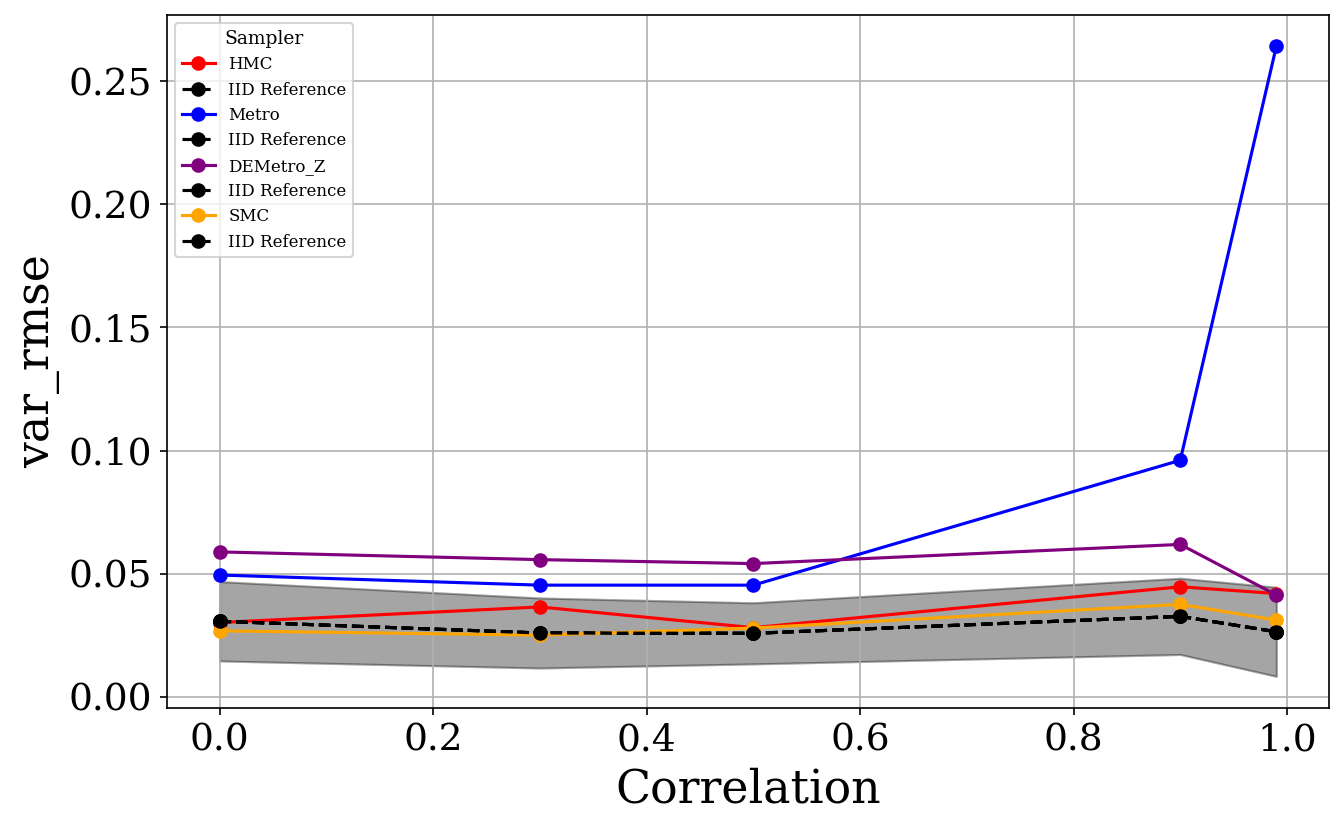 Sampler
HMC
IID Reference
Metro
IID Reference
DEMetro_Z
IID Reference
SMC
IID Reference
var_rmse
0.25
0.20
0.15
0.10
0.05
0.00
0.0 0.2 0.4 0.6 0.8 1.0
Correlation